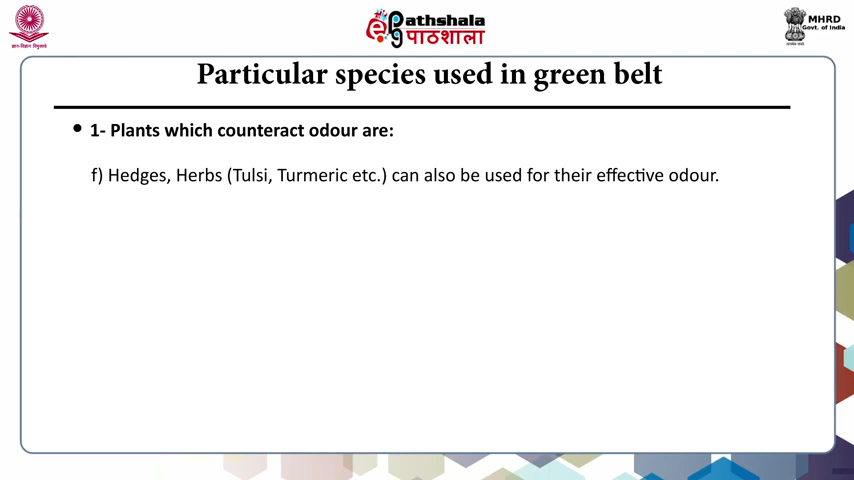 ePathshala
पाठशाला
MHRD
Govt. of India
Particular species used in green belt
• 1- Plants which counteract odour are:
f) Hedges, Herbs (Tulsi, Turmeric etc.) can also be used for their effective odour.